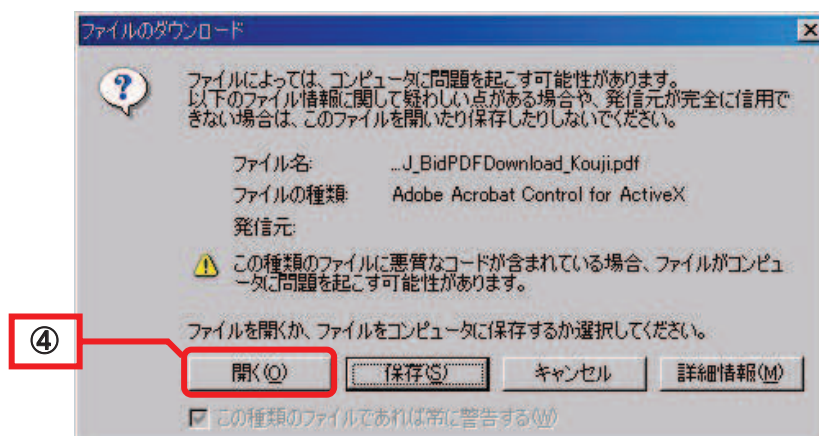 ファイルのダウンロード
ファイルによっては、コンピュータに問題を起こす可能性があります。
以下のファイル情報に関して疑わしい点がある場合や、発信元が完全に信用で
きない場合は、このファイルを開いたり保存したりしないでください。
ファイル名: ...J_BidPDFDownload_Kouji.pdf
ファイルの種類: Adobe Acrobat Control for ActiveX
発信元:
この種類のファイルに悪質なコードが含まれている場合、ファイルがコンピュ
ータに問題を起こす可能性があります。
ファイルを開くか、ファイルをコンピュータに保存するか選択してください。
④
開く(O) 保存(S) キャンセル 詳細情報(M)
この種類のファイルであれば常に警告する(W)